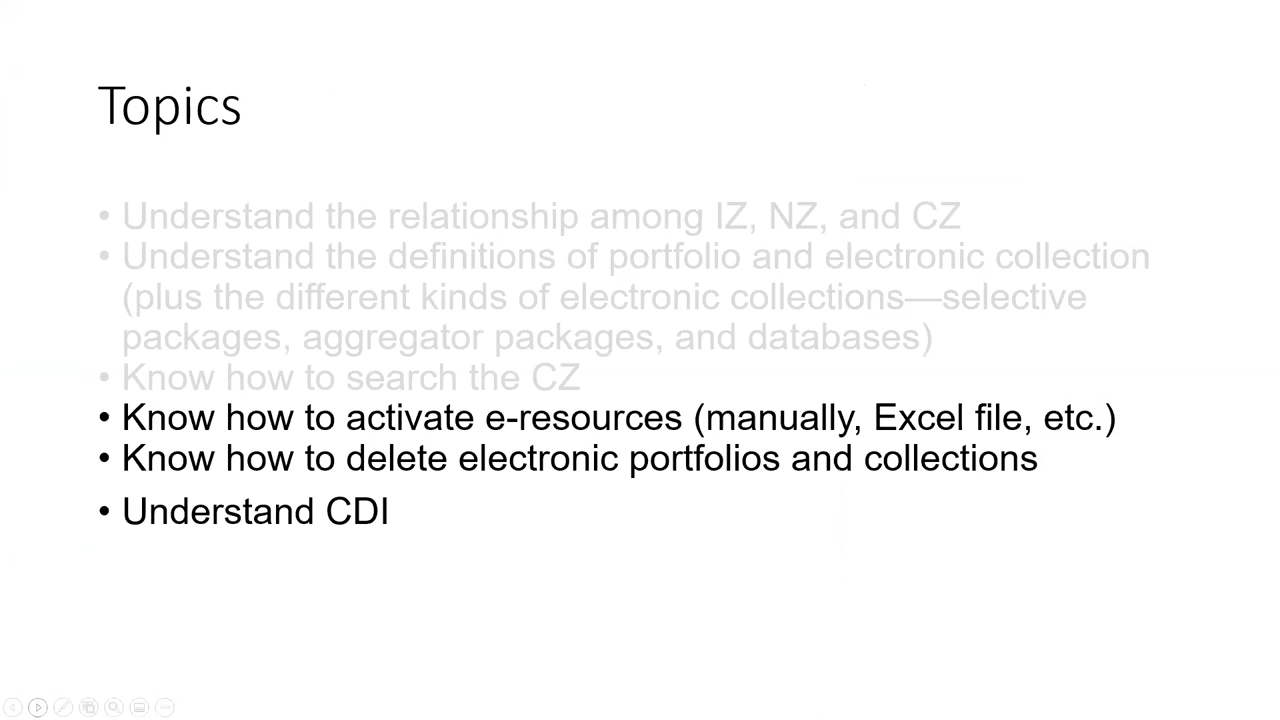 Topics
• Understand the relationship among IZ, NZ, and CZ
• Understand the definitions of portfolio and electronic collection
(plus the different kinds of electronic collections—selective
packages, aggregator packages, and databases)
• Know how to search the CZ
• Know how to activate e-resources (manually, Excel file, etc.)
• Know how to delete electronic portfolios and collections
• Understand CDI